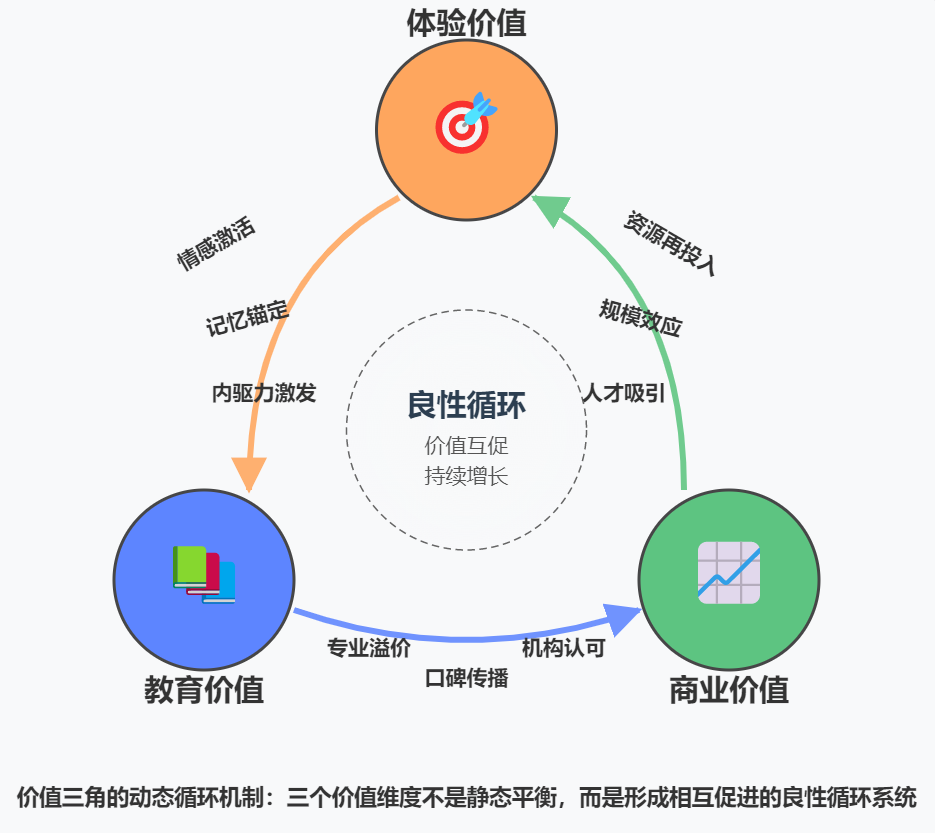 体验价值
情感激活
记忆锚定
内驱力激发
资源再投入
规模效应
人才吸引
良性循环
价值互促
持续增长
专业溢价
口碑传播
机构认可
教育价值
商业价值
价值三角的动态循环机制：三个价值维度不是静态平衡，而是形成相互促进的良性循环系统